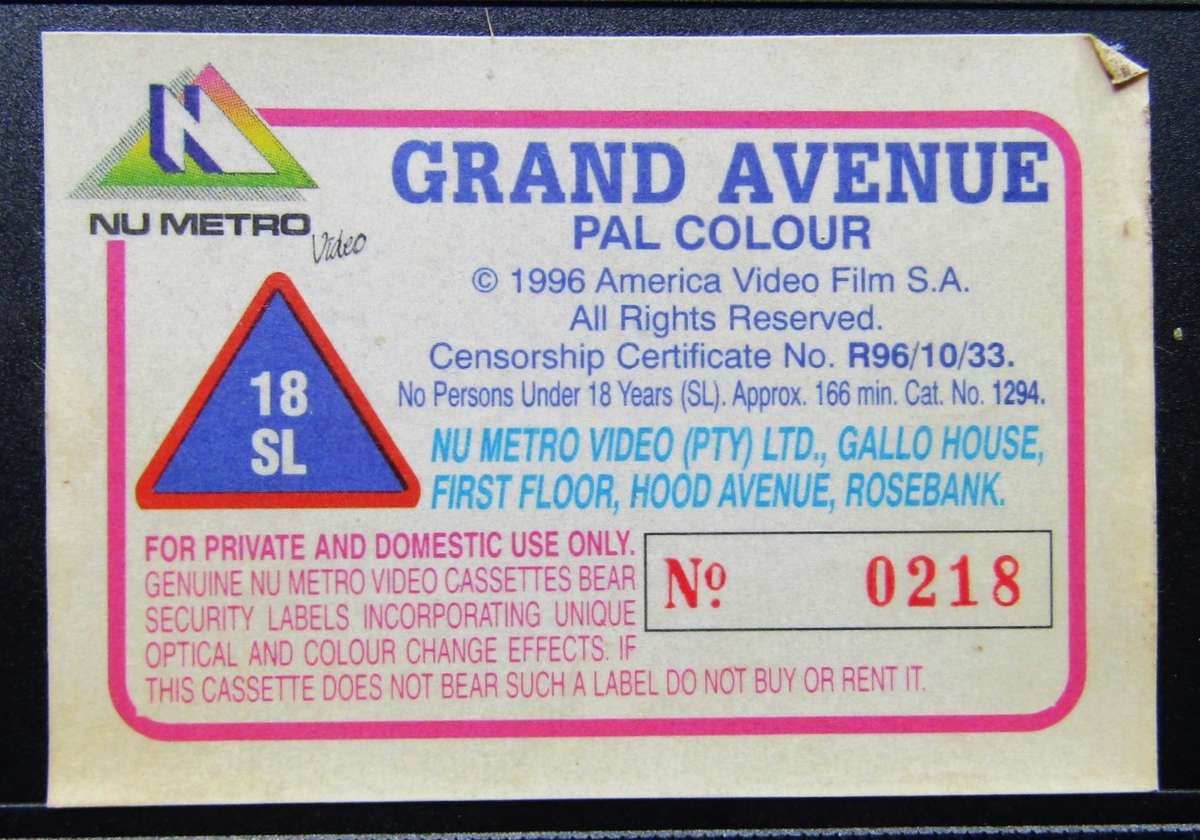 N
NU METRO
Video
GRAND AVENUE
PAL COLOUR
© 1996 America Video Film S.A.
All Rights Reserved.
Censorship Certificate No. R96/10/33.
No Persons Under 18 Years (SL). Approx. 166 min. Cat. No. 1294.
18
SL
NU METRO VIDEO (PTY) LTD., GALLO HOUSE,
FIRST FLOOR, HOOD AVENUE, ROSEBANK.
FOR PRIVATE AND DOMESTIC USE ONLY.
GENUINE NU METRO VIDEO CASSETTES BEAR
SECURITY LABELS INCORPORATING UNIQUE
OPTICAL AND COLOUR CHANGE EFFECTS. IF
THIS CASSETTE DOES NOT BEAR SUCH A LABEL DO NOT BUY OR RENT IT.
Nº 0218